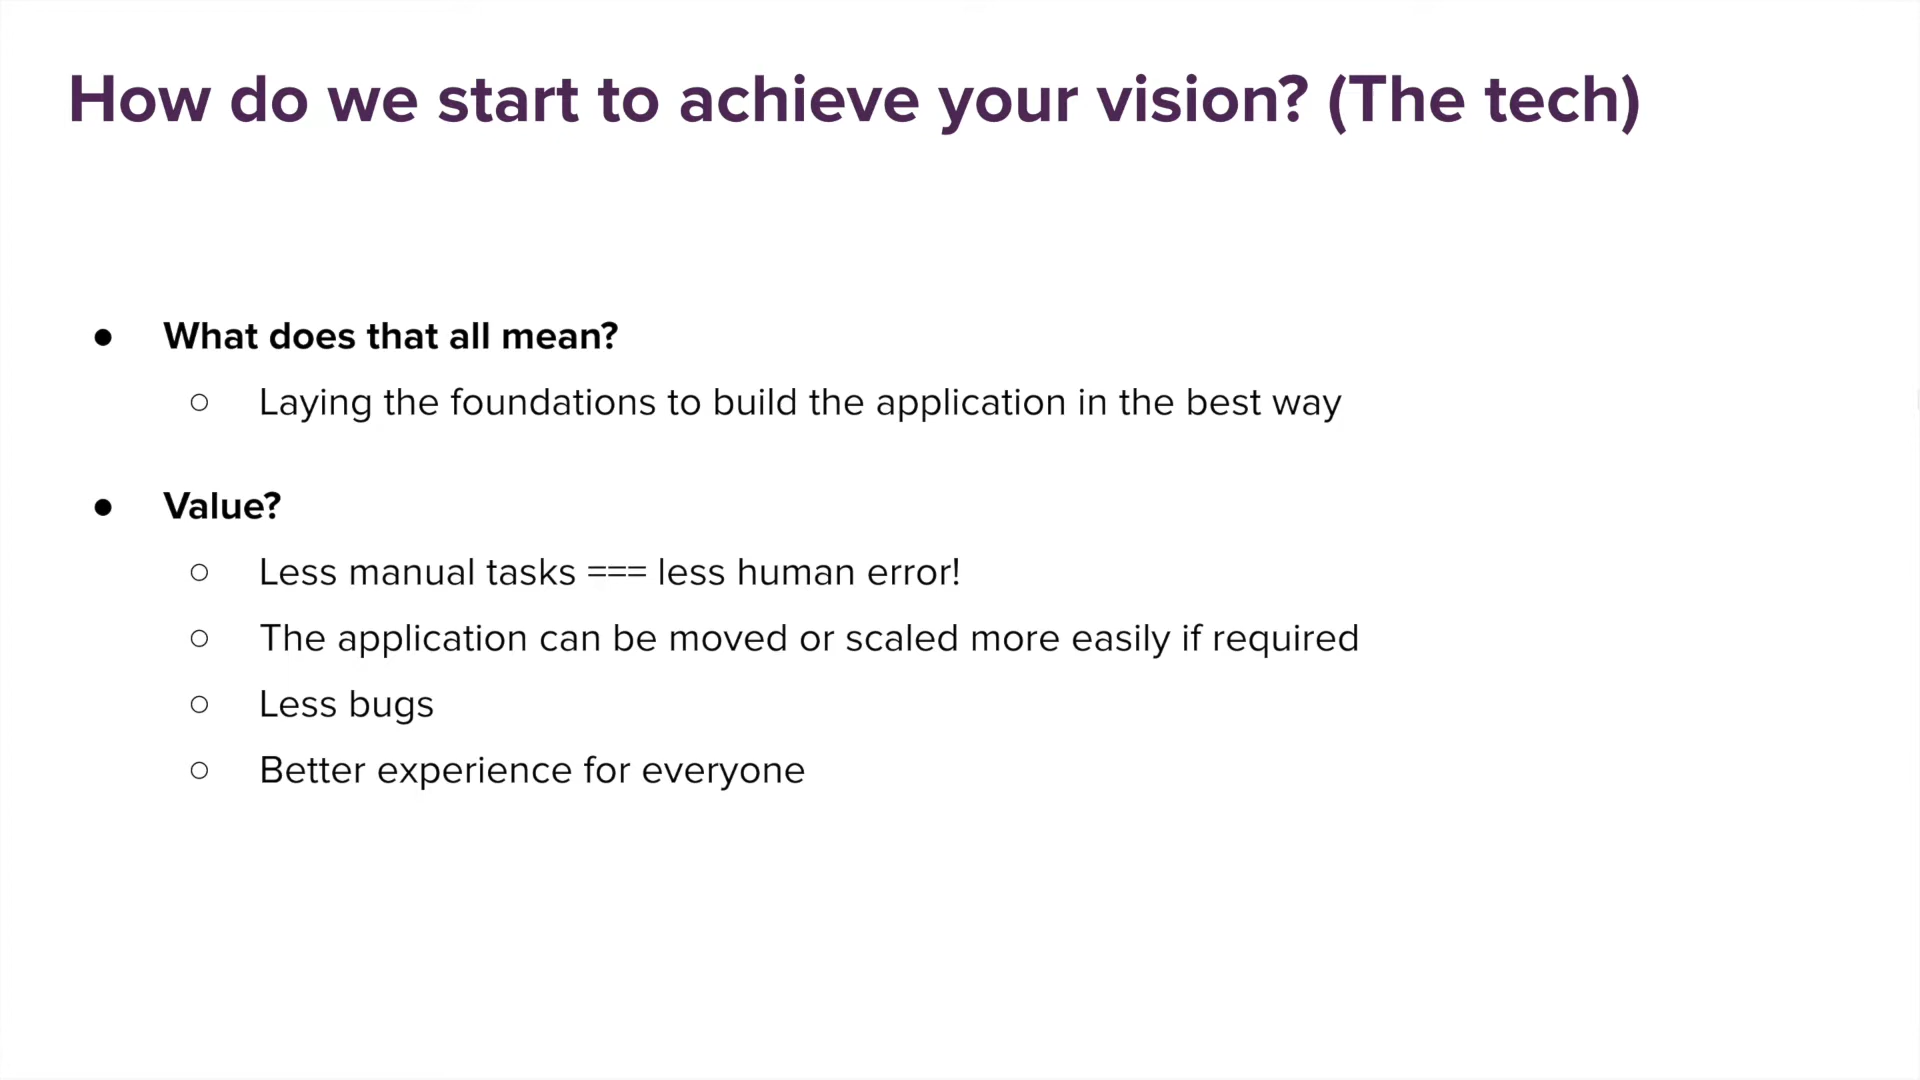 How do we start to achieve your vision? (The tech)
● What does that all mean?
○ Laying the foundations to build the application in the best way
● Value?
○ Less manual tasks === less human error!
○ The application can be moved or scaled more easily if required
○ Less bugs
○ Better experience for everyone